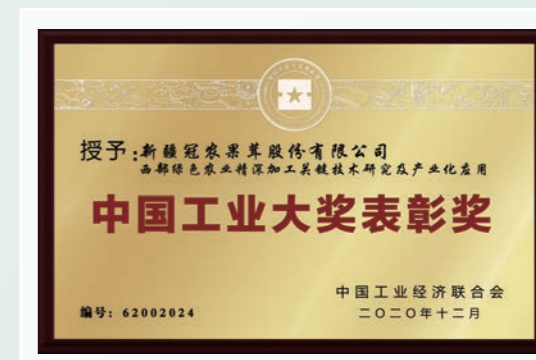 授予:新疆冠农果茸股份有限公司
西部绿色农业精深加工关键技术研究及产业化应用
中国工业大奖表彰奖
中国工业经济联合会
编号:62002024
二〇二〇年十二月